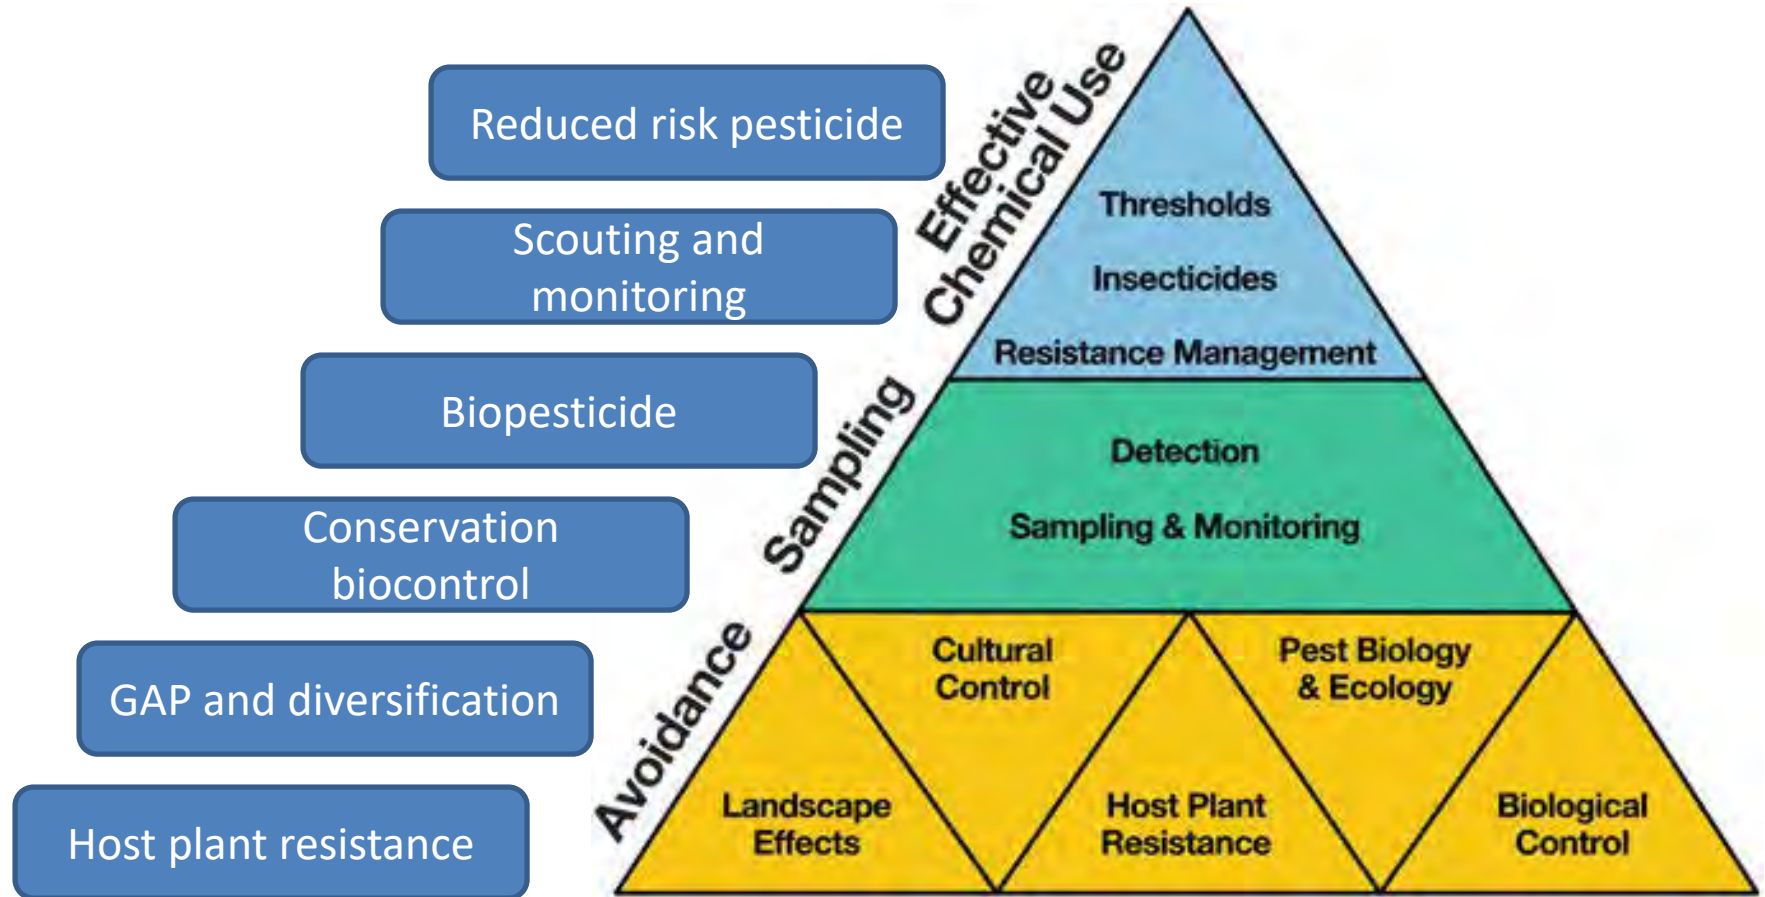 Reduced risk pesticide
Scouting and
monitoring
Biopesticide
Conservation
biocontrol
GAP and diversification
Host plant resistance
Effective
Chemical Use
Sampling
Avoidance
Thresholds
Insecticides
Resistance Management
Detection
Sampling & Monitoring
Cultural
Control
Pest Biology
& Ecology
Landscape
Effects
Host Plant
Resistance
Biological
Control